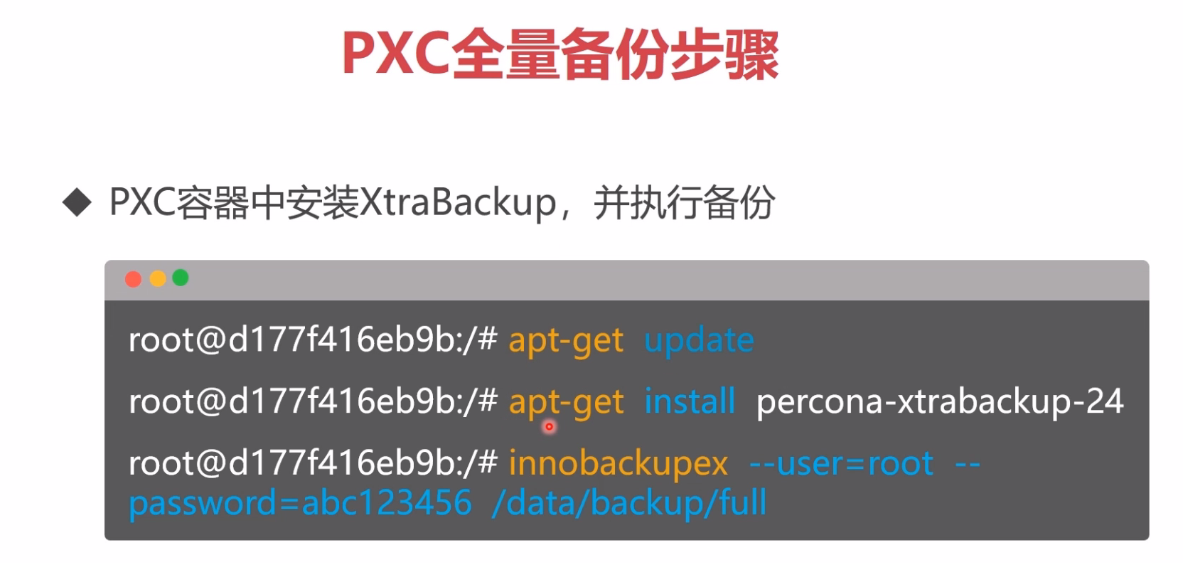 PXC全量备份步骤
◆ PXC容器中安装XtraBackup，并执行备份
root@d177f416eb9b:/# apt-get update
root@d177f416eb9b:/# apt-get install percona-xtrabackup-24
root@d177f416eb9b:/# innobackupex --user=root --
password=abc123456 /data/backup/full